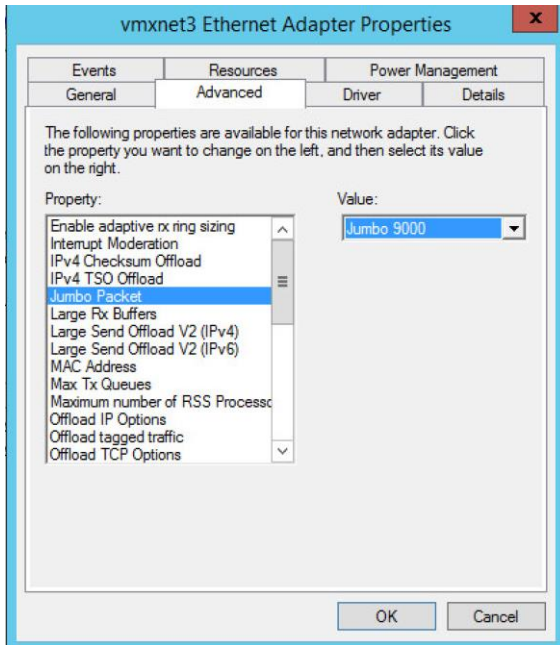 vmxnet3 Ethernet Adapter Properties
x
Events Resources Power Management
General Advanced Driver Details
The following properties are available for this network adapter. Click
the property you want to change on the left, and then select its value
on the right.
Property:
Value:
Enable adaptive rx ring sizing
Interrupt Moderation
IPv4 Checksum Offload
IPv4 TSO Offload
Jumbo Packet
Large Rx Buffers
Large Send Offload V2 (IPv4)
Large Send Offload V2 (IPv6)
MAC Address
Max Tx Queues
Maximum number of RSS Processo
Offload IP Options
Offload tagged traffic
Offload TCP Options
Jumbo 9000
OK Cancel